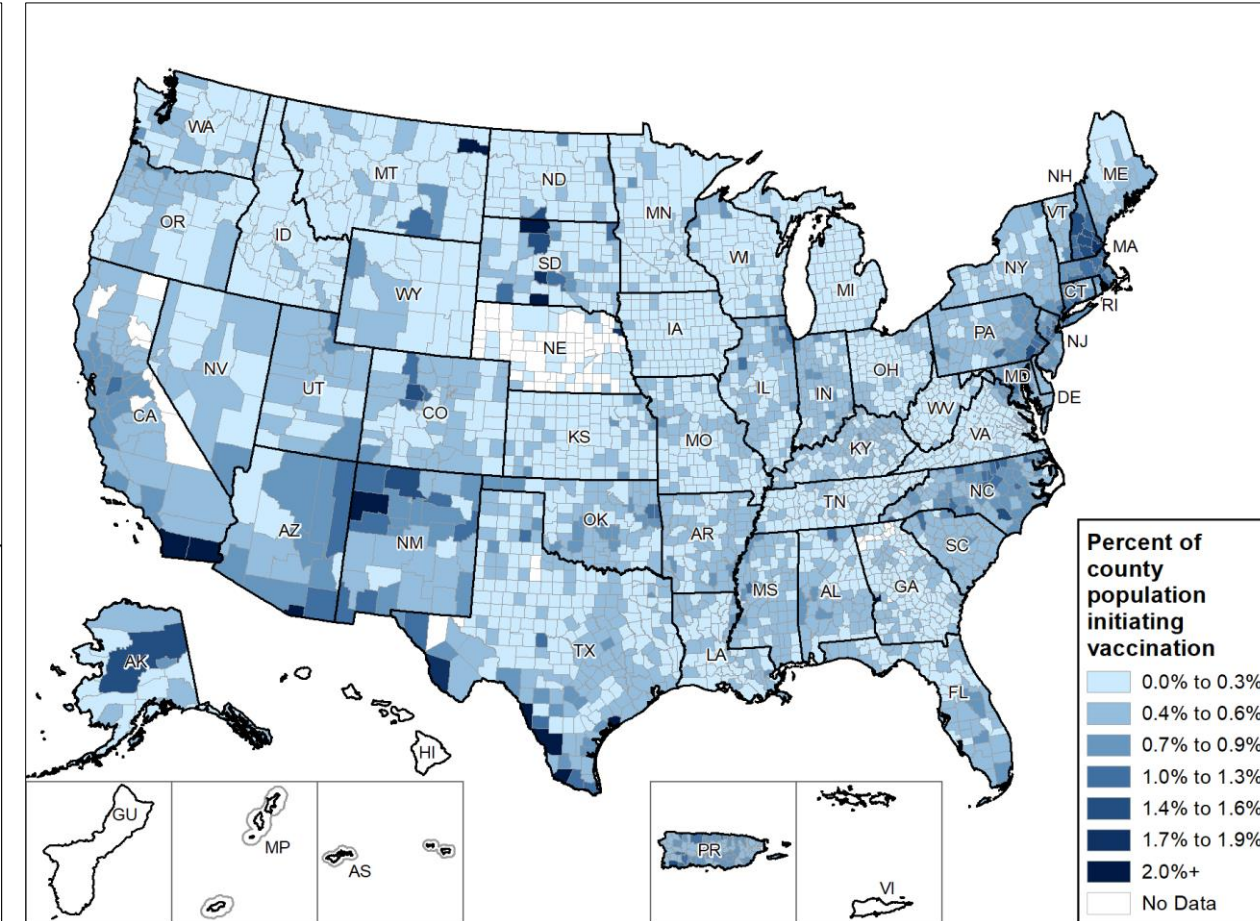 WA
MT
ND
MN
OR
ID
SD
WI
MI
WY
NH
VT
ME
NY
MA
CT
RI
NV
UT
CO
NE
IA
PA
NJ
CA
KS
MO
IL
IN
OH
MD
DE
WV
VA
KY
AZ
NM
OK
AR
TN
NC
SC
MS
AL
GA
TX
LA
FL
AK
HI
GU
MP
AS
PR
VI
Percent of
county
population
initiating
vaccination
0.0% to 0.3%
0.4% to 0.6%
0.7% to 0.9%
1.0% to 1.3%
1.4% to 1.6%
1.7% to 1.9%
2.0%+
No Data